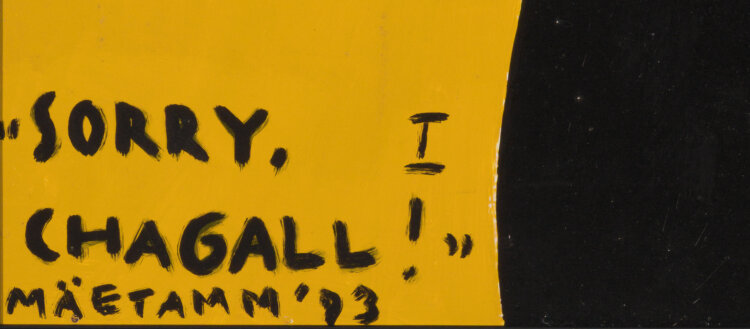 „SORRY, I
CHAGALL!”
MÄETAMM '93